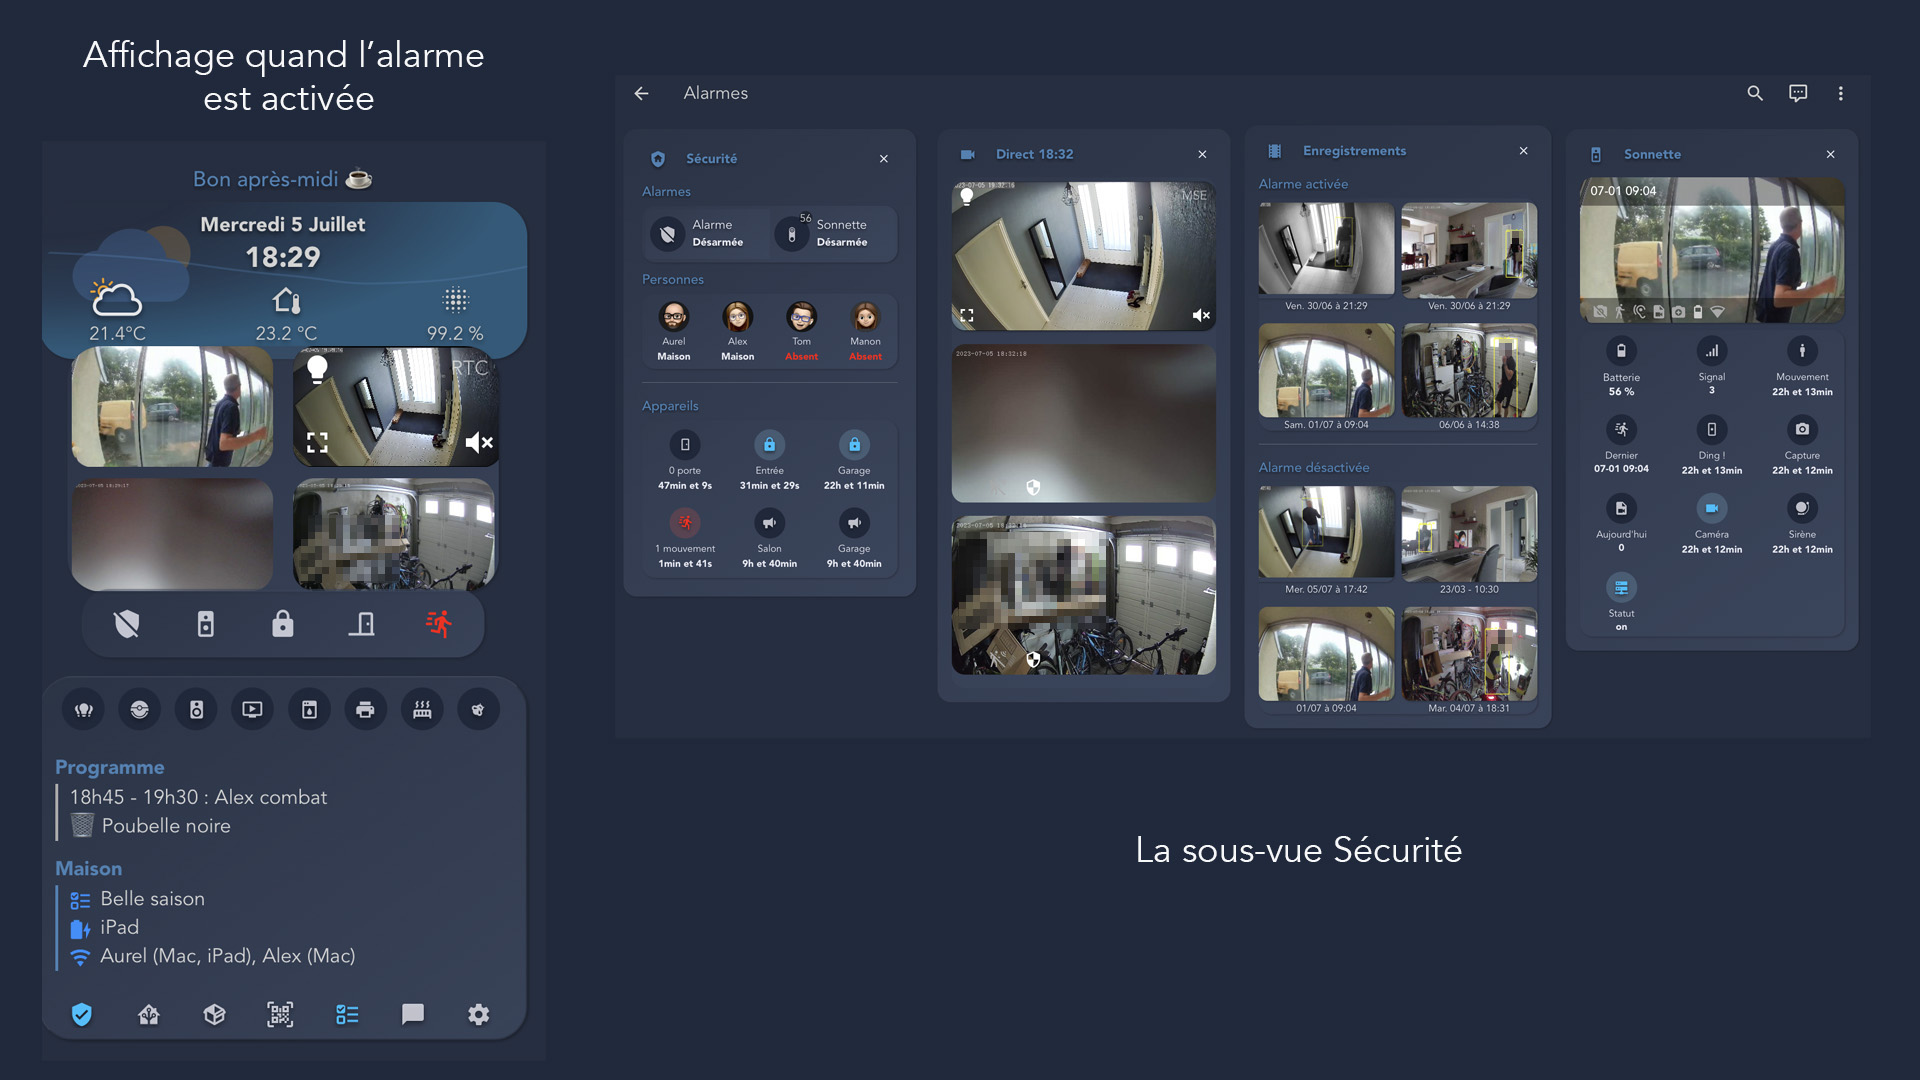 Affichage quand l'alarme
est activée
Bon après-midi
Mercredi 5 Juillet
18:29
21.4°C
23.2 °C
99.2 %
RTC
Programme
18h45 - 19h30 : Alex combat
Poubelle noire
Maison
Belle saison
iPad
Aurel (Mac, iPad), Alex (Mac)
Alarmes
Sécurité
Alarmes
Alarme
Désarmée
56
Sonnette
Désarmée
Personnes
Aurel
Maison
Alex
Maison
Tom
Absent
Manon
Absent
Appareils
0 porte
47min et 9s
Entrée
31min et 29s
Garage
22h et 11min
1 mouvement
1min et 41s
Salon
9h et 40min
Garage
9h et 40min
Direct 18:32
MSE
2023-07-05 18:32:18
Enregistrements
Alarme activée
Ven. 30/06 à 21:29
Ven. 30/06 à 21:29
Sam. 01/07 à 09:04
06/06 à 14:38
Alarme désactivée
Mer. 05/07 à 17:42
23/03 - 10:30
01/07 à 09:04
Mar. 04/07 à 18:31
Sonnette
07-01 09:04
Batterie
56 %
Signal
3
Mouvement
22h et 13min
Dernier
07-01 09:04
Ding !
22h et 13min
Capture
22h et 12min
Aujourd'hui
0
Caméra
22h et 12min
Sirène
22h et 12min
Statut
on
La sous-vue Sécurité